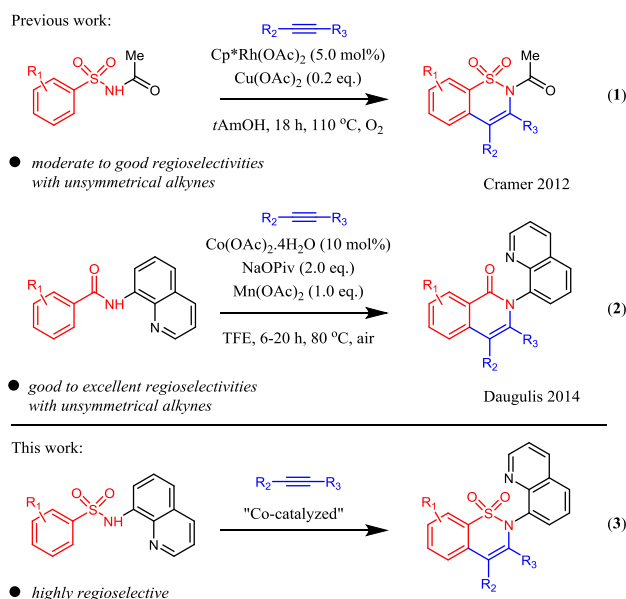 Previous work:
R2 R3
Cp*Rh(OAc)2 (5.0 mol%)
Cu(OAc)2 (0.2 eq.)
tAmOH, 18 h, 110 °C, O2
R1 O O S NH Me O
R1 O O S N Me O R3 R2
(1)
● moderate to good regioselectivities
with unsymmetrical alkynes
Cramer 2012
R2 R3
Co(OAc)2.4H2O (10 mol%)
NaOPiv (2.0 eq.)
Mn(OAc)2 (1.0 eq.)
TFE, 6-20 h, 80 °C, air
R1 O NH N
R1 O N N R3 R2
(2)
● good to excellent regioselectivities
with unsymmetrical alkynes
Daugulis 2014
This work:
R2 R3
"Co-catalyzed"
R1 O O S NH N
R1 O O S N N R3 R2
(3)
● highly regioselective